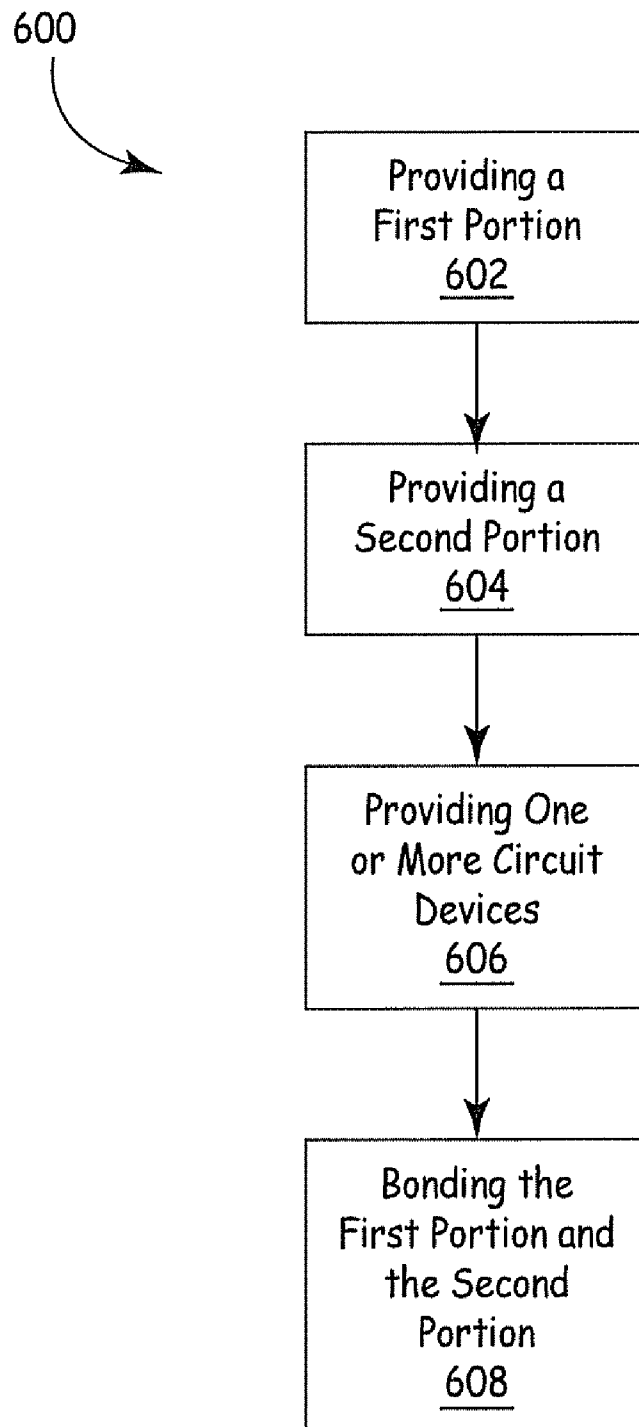 600
Providing a
First Portion
602
Providing a
Second Portion
604
Providing One
or More Circuit
Devices
606
Bonding the
First Portion and
the Second
Portion
608